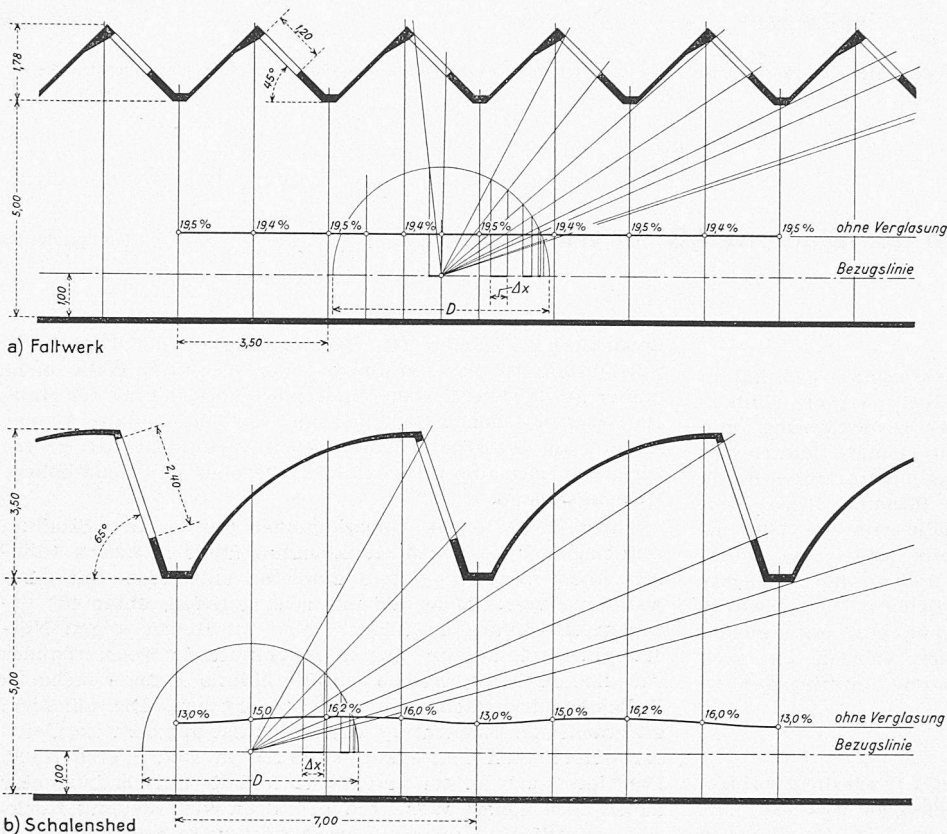 1,78
1,20
45°
5,00
19,5% 19,4% 19,5% 19,4% 19,5% 19,4% 19,5% 19,4% 19,5% ohne Verglasung
Bezugslinie
1,00
Δx
D
3,50
a) Faltwerk
3,50
2,40
65°
5,00
13,0% 15,0 16,2% 16,0% 13,0% 15,0% 16,2% 16,0% 13,0% ohne Verglasung
Bezugslinie
1,00
Δx
D
7,00
b) Schalenshed